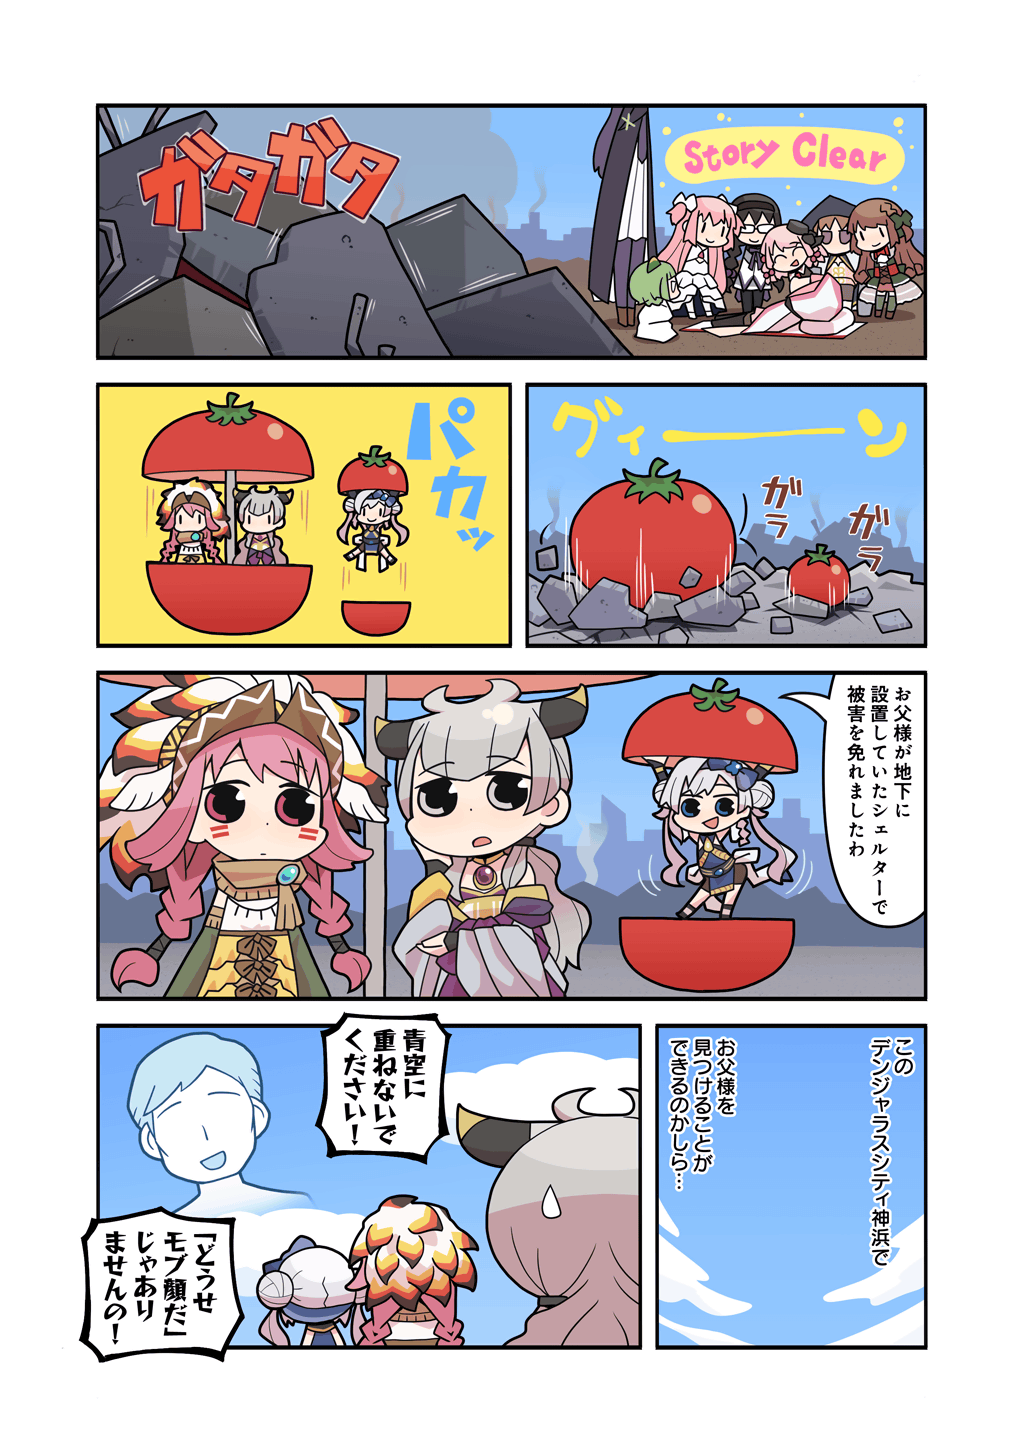 ガタガタ
Story Clear
グィーン
ガラ
ガラ
パカッ
お父様が地下に
設置していたシェルターで
被害を免れましたわ
この
デンジャラスシティ神浜で
お父様を
見つけることが
できるのかしら…
青空に
重ねないで
ください！
「どうせ
モブ顔だ」
じゃあり
ませんの！